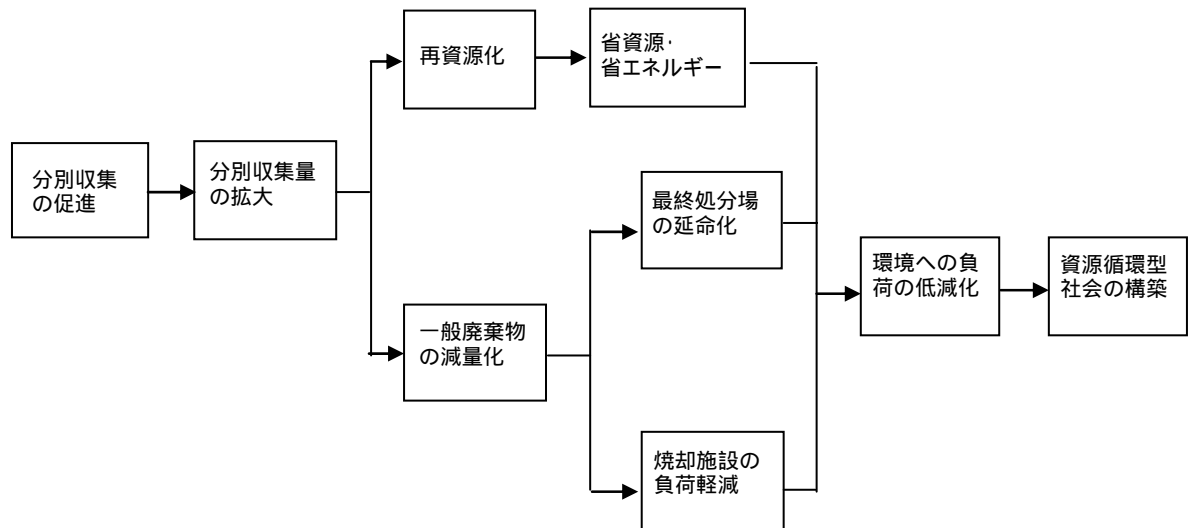 分別収集
の促進
分別収集量
の拡大
再資源化
省資源・
省エネルギー
一般廃棄物
の減量化
最終処分場
の延命化
焼却施設の
負荷軽減
環境への負
荷の低減化
資源循環型
社会の構築